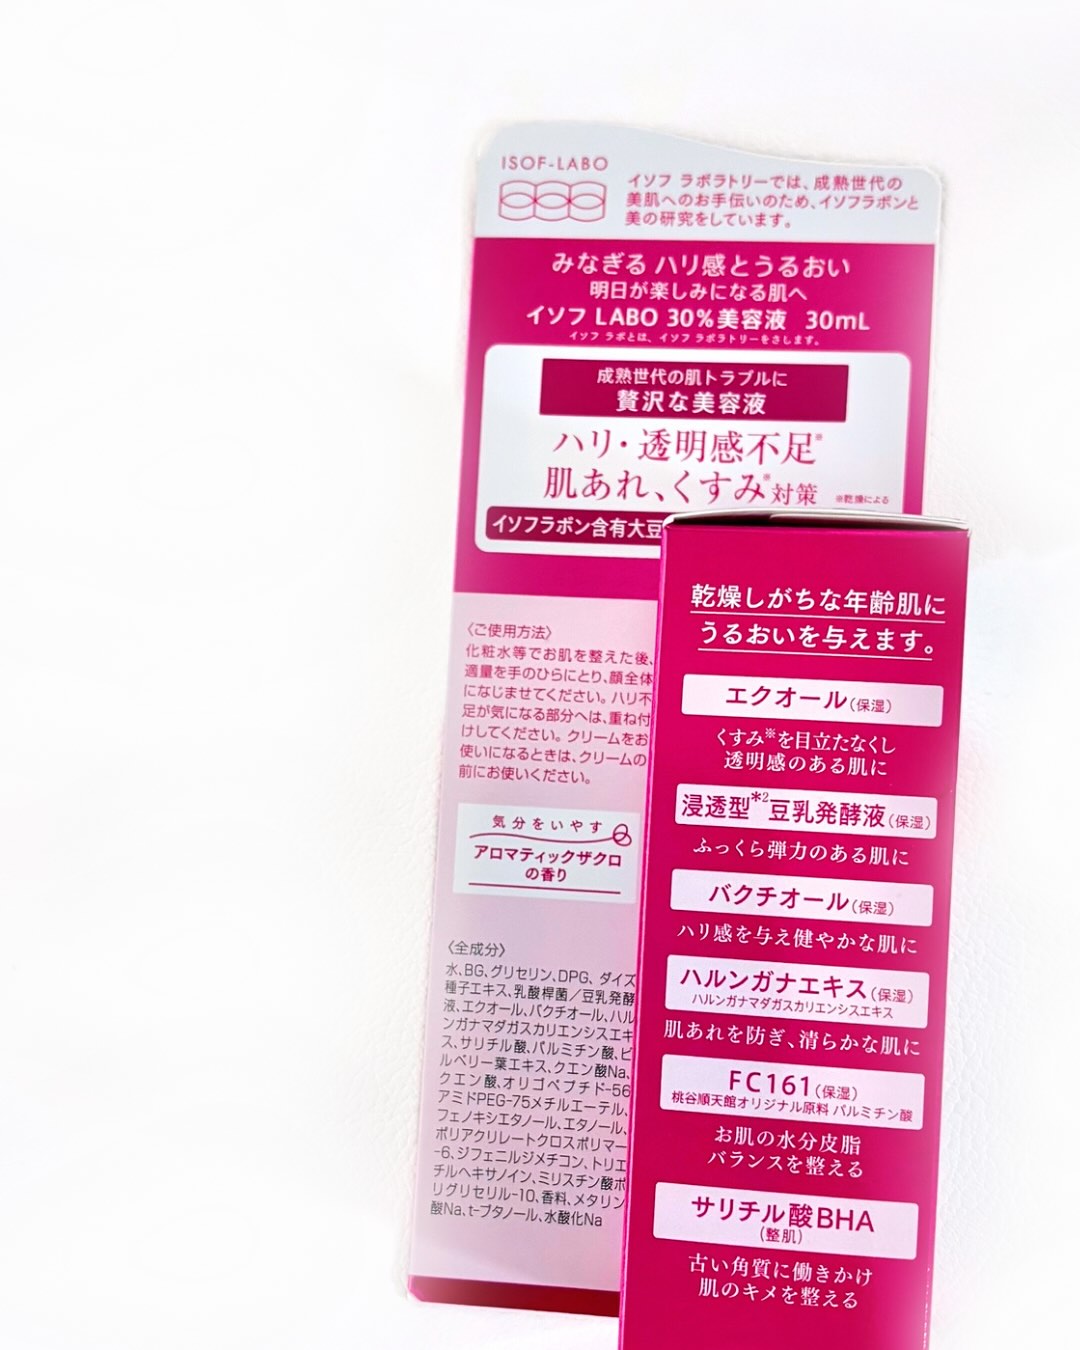 ISOF-LABO
イソフ ラボラトリーでは、成熟世代の
美肌へのお手伝いのため、イソフラボンと
美の研究をしています。
みなぎる ハリ感とうるおい
明日が楽しみになる肌へ
イソフ LABO 30%美容液 30mL
イソフ ラボとは、イソフ ラボラトリーをさします。
成熟世代の肌トラブルに
贅沢な美容液
ハリ・透明感不足※
肌あれ、くすみ※対策 ※乾燥による
イソフラボン含有大豆
〈ご使用方法〉
化粧水等でお肌を整えた後、
適量を手のひらにとり、顔全体
になじませてください。ハリ不
足が気になる部分へは、重ね付
けしてください。クリームをお
使いになるときは、クリームの
前にお使いください。
気分をいやす
アロマティックザクロ
の香り
〈全成分〉
水、BG、グリセリン、DPG、ダイズ
種子エキス、乳酸桿菌/豆乳発酵
液、エクオール、バクチオール、ハル
ンガナマダガスカリエンシスエキ
ス、サリチル酸、パルミチン酸、ビ
ルベリー葉エキス、クエン酸Na、
クエン酸、オリゴペプチド-56
アミドPEG-75メチルエーテル、
フェノキシエタノール、エタノール、
ポリアクリレートクロスポリマー
-6、ジフェニルジメチコン、トリエ
チルヘキサノイン、ミリスチン酸ポ
リグリセリル-10、香料、メタリン
酸Na、t-ブタノール、水酸化Na
乾燥しがちな年齢肌に
うるおいを与えます。
エクオール(保湿)
くすみ※を目立たなくし
透明感のある肌に
浸透型*2豆乳発酵液(保湿)
ふっくら弾力のある肌に
バクチオール(保湿)
ハリ感を与え健やかな肌に
ハルンガナエキス(保湿)
ハルンガナマダガスカリエンシスエキス
肌あれを防ぎ、清らかな肌に
FC161(保湿)
桃谷順天館オリジナル原料 パルミチン酸
お肌の水分皮脂
バランスを整える
サリチル酸BHA
(整肌)
古い角質に働きかけ
肌のキメを整える